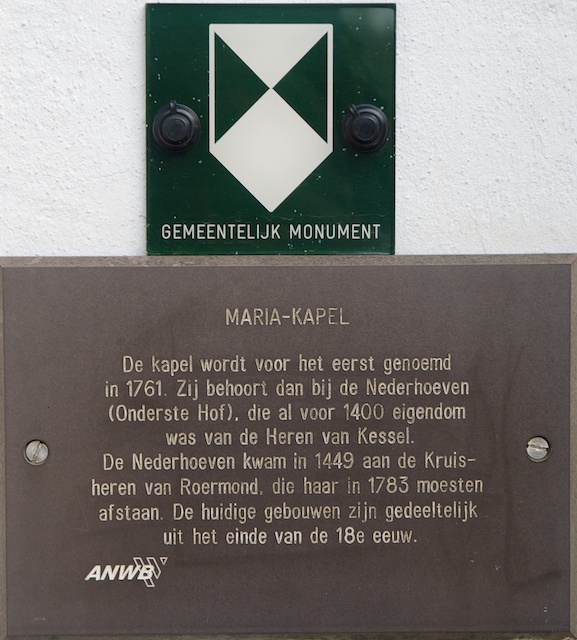 GEMEENTELIJK MONUMENT
MARIA-KAPEL
De kapel wordt voor het eerst genoemd
in 1761. Zij behoort dan bij de Nederhoeven
(Onderste Hof), die al voor 1400 eigendom
was van de Heren van Kessel.
De Nederhoeven kwam in 1449 aan de Kruis-
heren van Roermond, die haar in 1783 moesten
afstaan. De huidige gebouwen zijn gedeeltelijk
uit het einde van de 18e eeuw.
ANWB